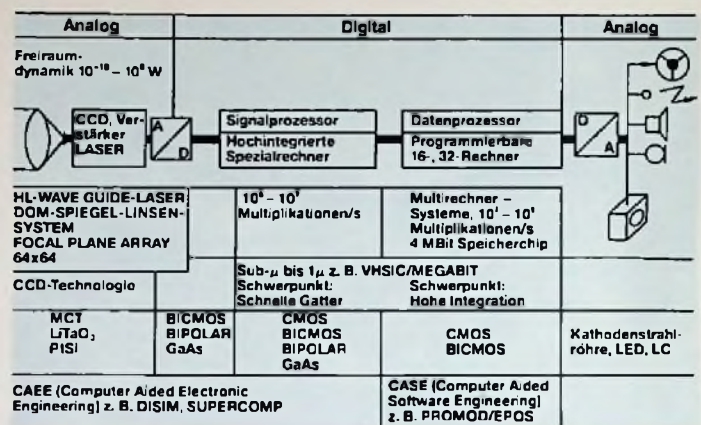 Analog
Digital
Analog
Freiraum-
dynamik 10⁻¹⁸ – 10⁸ W
CCD, Ver-
stärker
LASER
A
D
Signalprozessor
Hochintegrierte
Spezialrechner
Datenprozessor
Programmierbare
16-, 32-Rechner
D
A
HL-WAVE GUIDE-LASER
DOM-SPIEGEL-LINSEN-
SYSTEM
FOCAL PLANE ARRAY
64x64
Multiplikationen/s
Multirechner –
Systeme,
Multiplikationen/s
4 MBit Speicherchip
CCD-Technologie
Sub-µ bis 1µ z. B. VHSIC/MEGABIT
Schwerpunkt:
Schnelle Gatter
Schwerpunkt:
Hohe Integration
MCT
LiTaO₃
PtSi
BICMOS
BIPOLAR
GaAs
CMOS
BICMOS
BIPOLAR
GaAs
CMOS
BICMOS
Kathodenstrahl-
röhre, LED, LC
CAEE (Computer Aided Electronic
Engineering) z. B. DISIM, SUPERCOMP
CASE (Computer Aided
Software Engineering)
z. B. PROMOD/EPOS